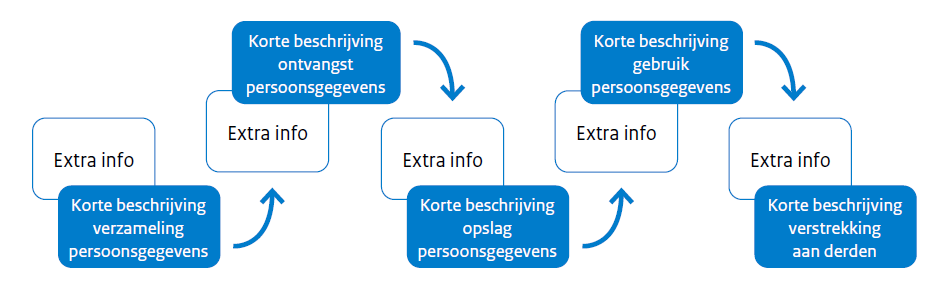 Extra info
Korte beschrijving
verzameling
persoonsgegevens
Korte beschrijving
ontvangst
persoonsgegevens
Extra info
Extra info
Korte beschrijving
opslag
persoonsgegevens
Korte beschrijving
gebruik
persoonsgegevens
Extra info
Extra info
Korte beschrijving
verstrekking
aan derden